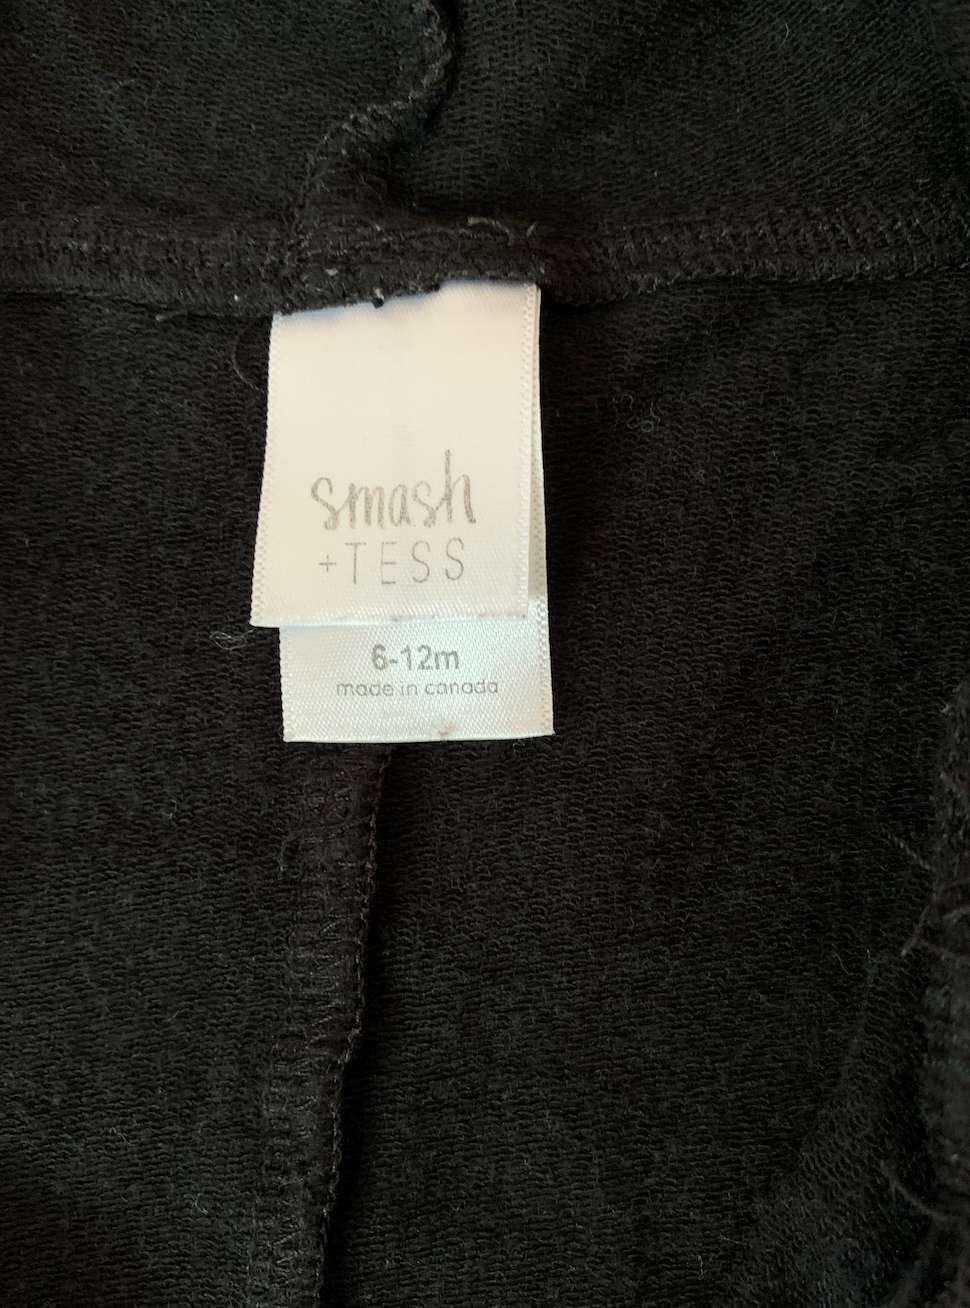 smash
+TESS
6-12m
made in canada